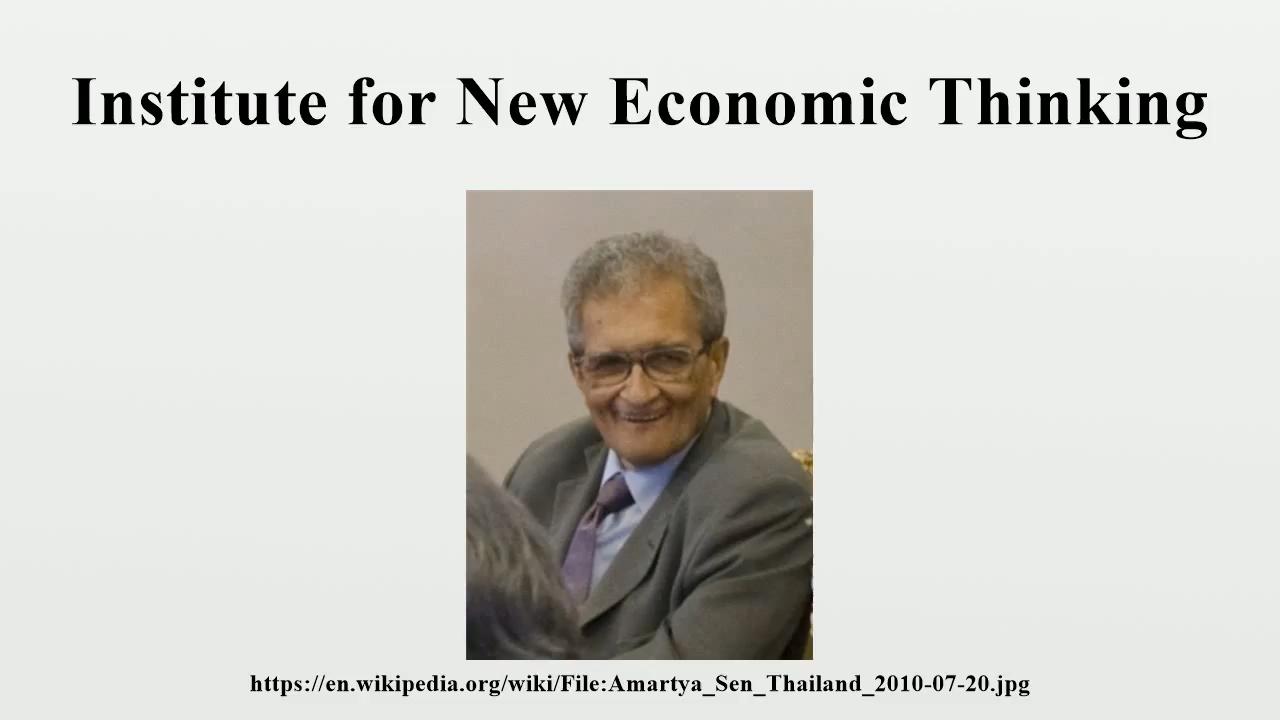 Institute for New Economic Thinking
https://en.wikipedia.org/wiki/File:Amartya_Sen_Thailand_2010-07-20.jpg